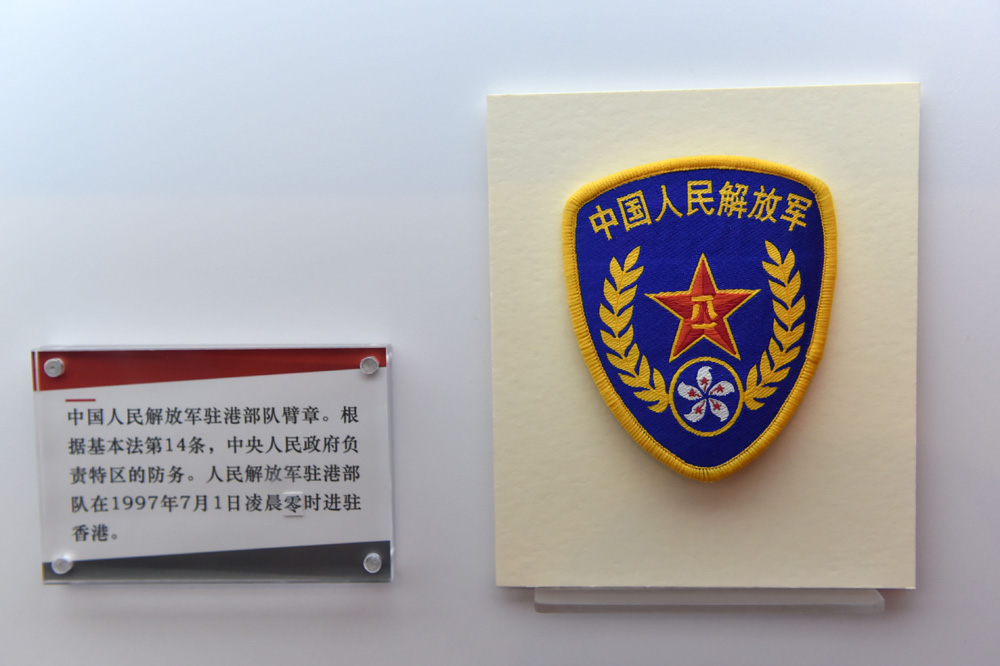 中国人民解放军驻港部队臂章。根
据基本法第14条，中央人民政府负
责特区的防务。人民解放军驻港部
队在1997年7月1日凌晨零时进驻
香港。
中国人民解放军
八一